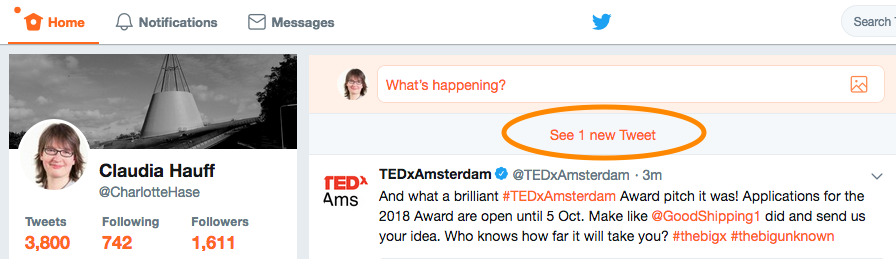 Home Notifications Messages Search T
What's happening?
See 1 new Tweet
Claudia Hauff
@CharlotteHase
Tweets Following Followers
3,800 742 1,611
TEDx
Ams
TEDxAmsterdam @TEDxAmsterdam · 3m
And what a brilliant #TEDxAmsterdam Award pitch it was! Applications for the
2018 Award are open until 5 Oct. Make like @GoodShipping1 did and send us
your idea. Who knows how far it will take you? #thebigx #thebigunknown